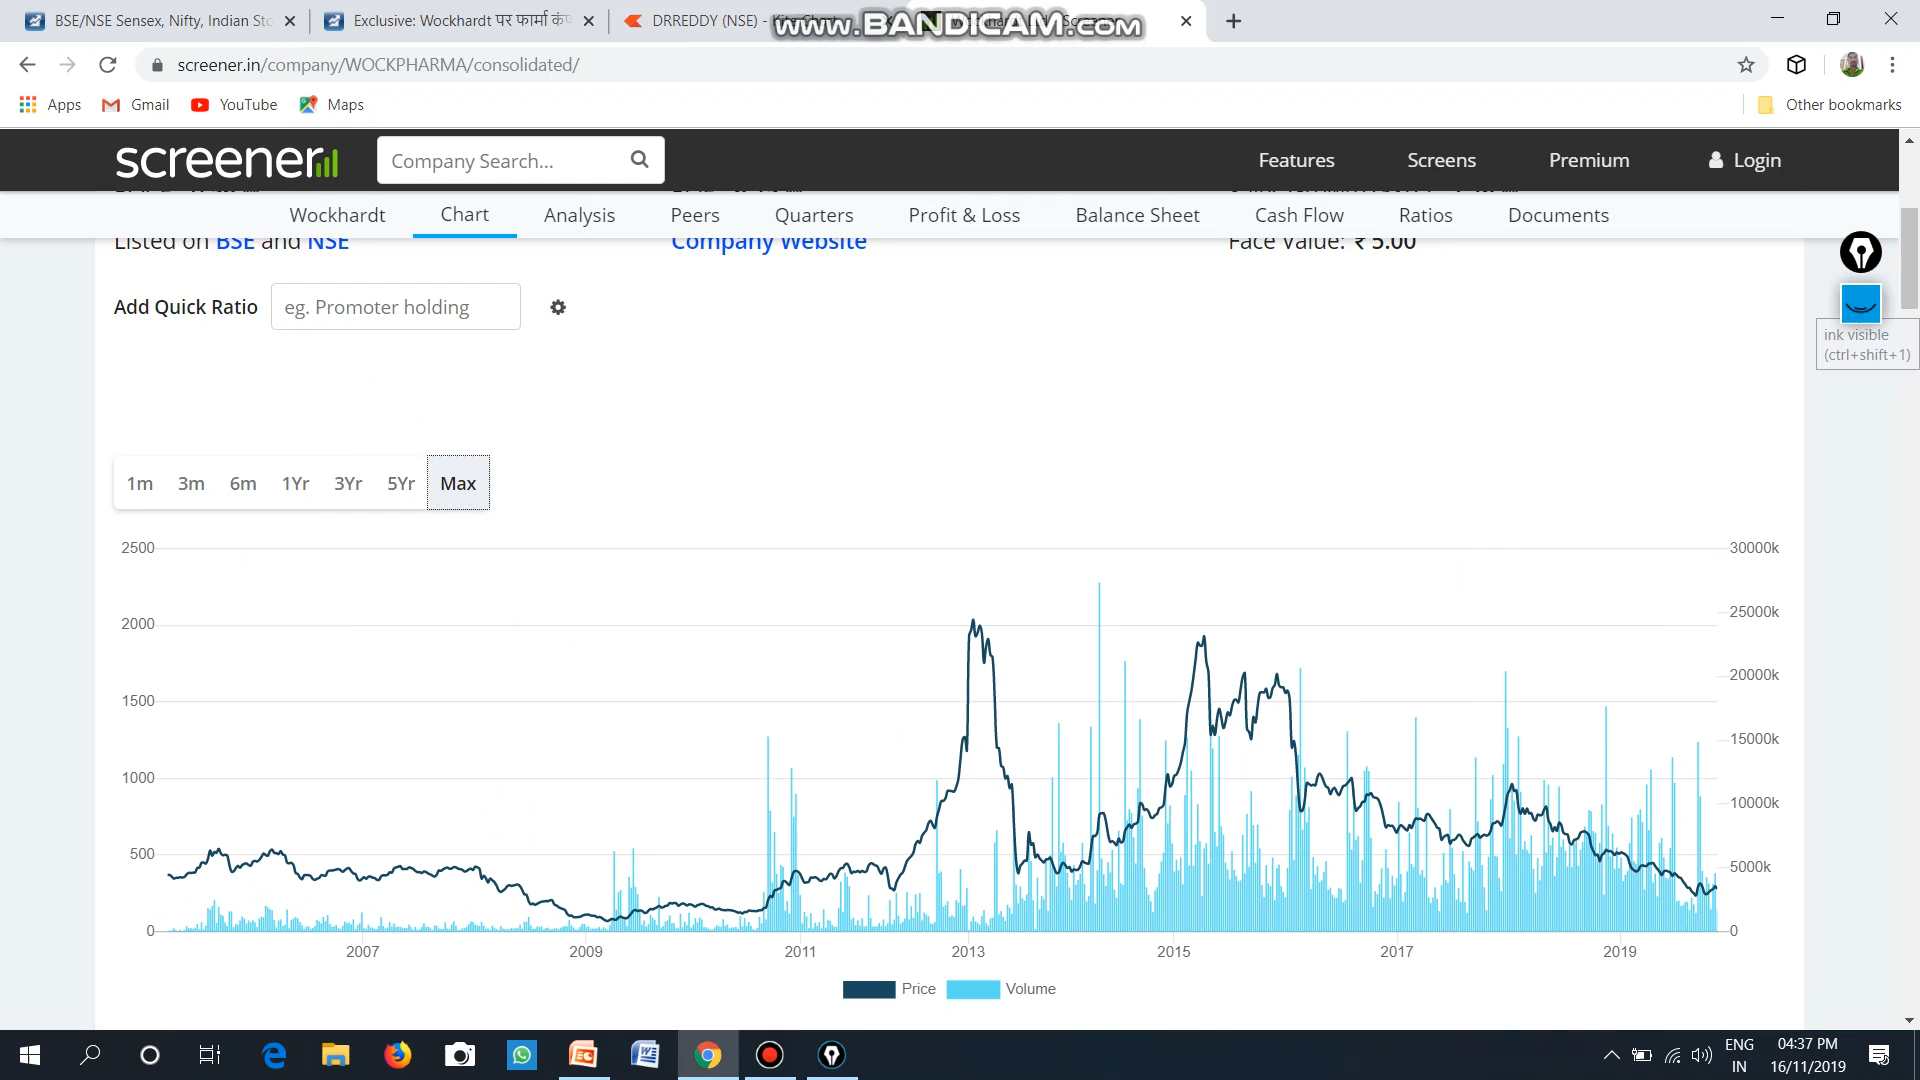 BSE/NSE Sensex, Nifty, Indian Sto
Exclusive: Wockhardt पर फार्मा कंप
DRREDDY (NSE) - Kite Chart
www.BANDICAM.com
screener.in/company/WOCKPHARMA/consolidated/
Apps
Gmail
YouTube
Maps
Other bookmarks
screener
Company Search...
Features
Screens
Premium
Login
Wockhardt
Chart
Analysis
Peers
Quarters
Profit & Loss
Balance Sheet
Cash Flow
Ratios
Documents
Listed on BSE and NSE
Company Website
Face Value: ₹ 5.00
Add Quick Ratio
eg. Promoter holding
ink visible
(ctrl+shift+1)
1m
3m
6m
1Yr
3Yr
5Yr
Max
2500
30000k
25000k
2000
20000k
1500
15000k
1000
10000k
500
5000k
0
0
2007
2009
2011
2013
2015
2017
2019
Price
Volume
ENG
IN
04:37 PM
16/11/2019